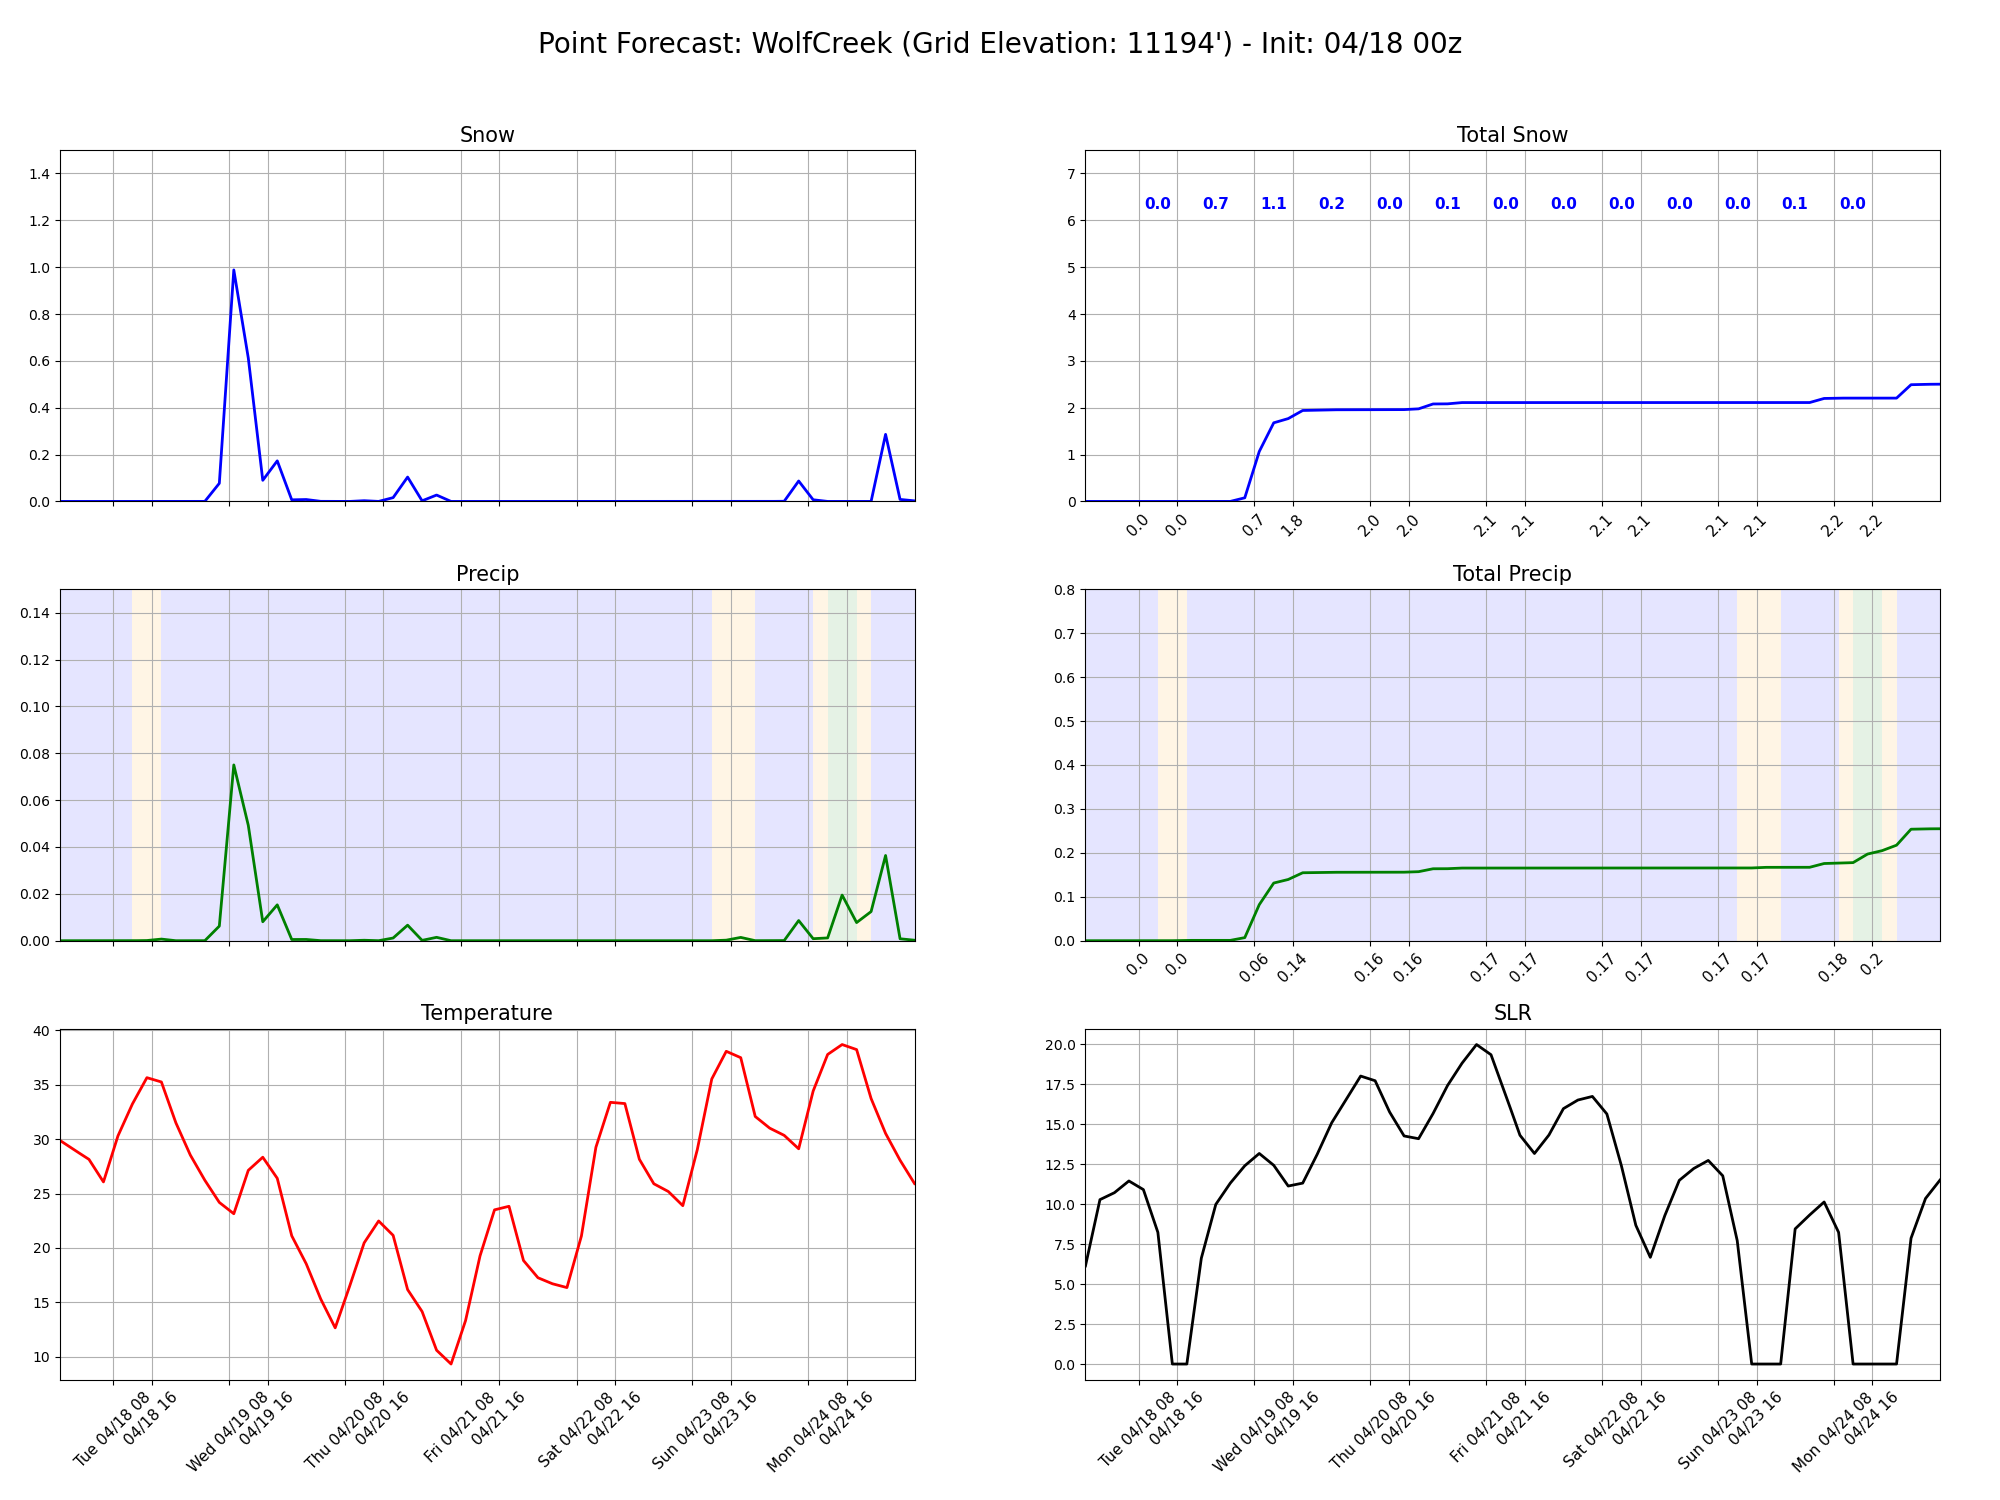 Point Forecast: WolfCreek (Grid Elevation: 11194') - Init: 04/18 00z
Snow
1.4
1.2
1.0
0.8
0.6
0.4
0.2
0.0
Total Snow
7
6
5
4
3
2
1
0
0.0 0.7 1.1 0.2 0.0 0.1 0.0 0.0 0.0 0.0 0.0 0.1 0.0
0.0 0.0 0.7 1.8 2.0 2.0 2.1 2.1 2.1 2.1 2.1 2.1 2.2 2.2
Precip
0.14
0.12
0.10
0.08
0.06
0.04
0.02
0.00
Total Precip
0.8
0.7
0.6
0.5
0.4
0.3
0.2
0.1
0.0
0.0 0.0 0.06 0.14 0.16 0.16 0.17 0.17 0.17 0.17 0.17 0.17 0.18 0.2
Temperature
40
35
30
25
20
15
10
Tue 04/18 08
04/18 16
Wed 04/19 08
04/19 16
Thu 04/20 08
04/20 16
Fri 04/21 08
04/21 16
Sat 04/22 08
04/22 16
Sun 04/23 08
04/23 16
Mon 04/24 08
04/24 16
SLR
20.0
17.5
15.0
12.5
10.0
7.5
5.0
2.5
0.0
Tue 04/18 08
04/18 16
Wed 04/19 08
04/19 16
Thu 04/20 08
04/20 16
Fri 04/21 08
04/21 16
Sat 04/22 08
04/22 16
Sun 04/23 08
04/23 16
Mon 04/24 08
04/24 16